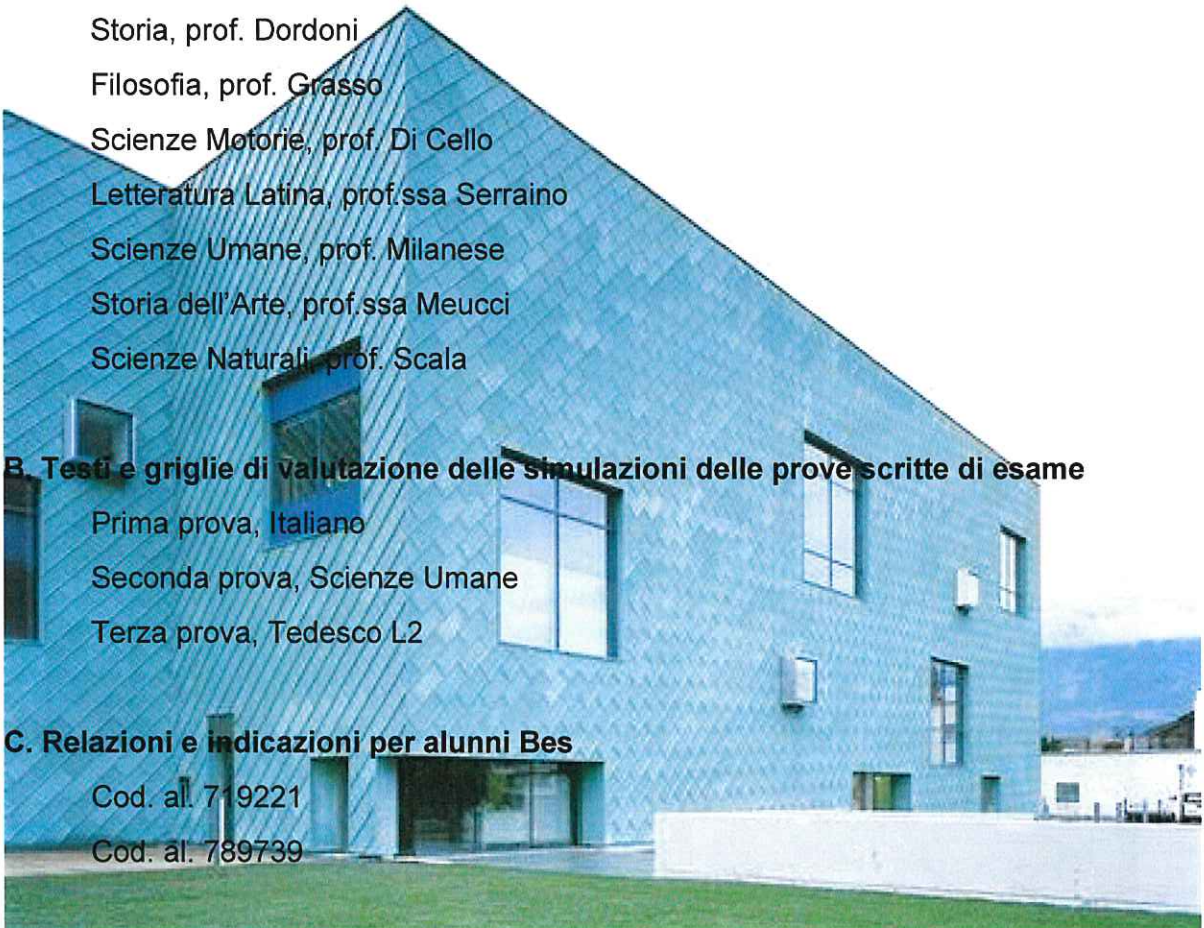 Storia, prof. Dordoni
Filosofia, prof. Grasso
Scienze Motorie, prof. Di Cello
Letteratura Latina, prof.ssa Serraino
Scienze Umane, prof. Milanese
Storia dell'Arte, prof.ssa Meucci
Scienze Naturali, prof. Scala
B. Testi e griglie di valutazione delle simulazioni delle prove scritte di esame
Prima prova, Italiano
Seconda prova, Scienze Umane
Terza prova, Tedesco L2
C. Relazioni e indicazioni per alunni Bes
Cod. al. 719221
Cod. al. 789739